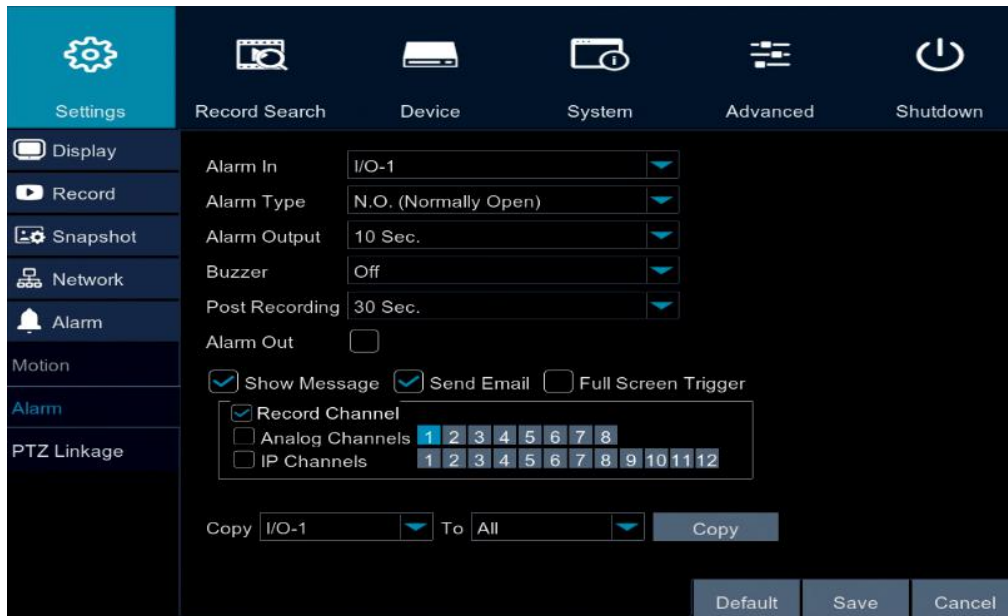 Settings Record Search Device System Advanced Shutdown
Display
Record
Snapshot
Network
Alarm
Motion
Alarm
PTZ Linkage
Alarm In I/O-1
Alarm Type N.O. (Normally Open)
Alarm Output 10 Sec.
Buzzer Off
Post Recording 30 Sec.
Alarm Out
Show Message Send Email Full Screen Trigger
Record Channel
Analog Channels 1 2 3 4 5 6 7 8
IP Channels 1 2 3 4 5 6 7 8 9 10 11 12
Copy I/O-1 To All Copy
Default Save Cancel